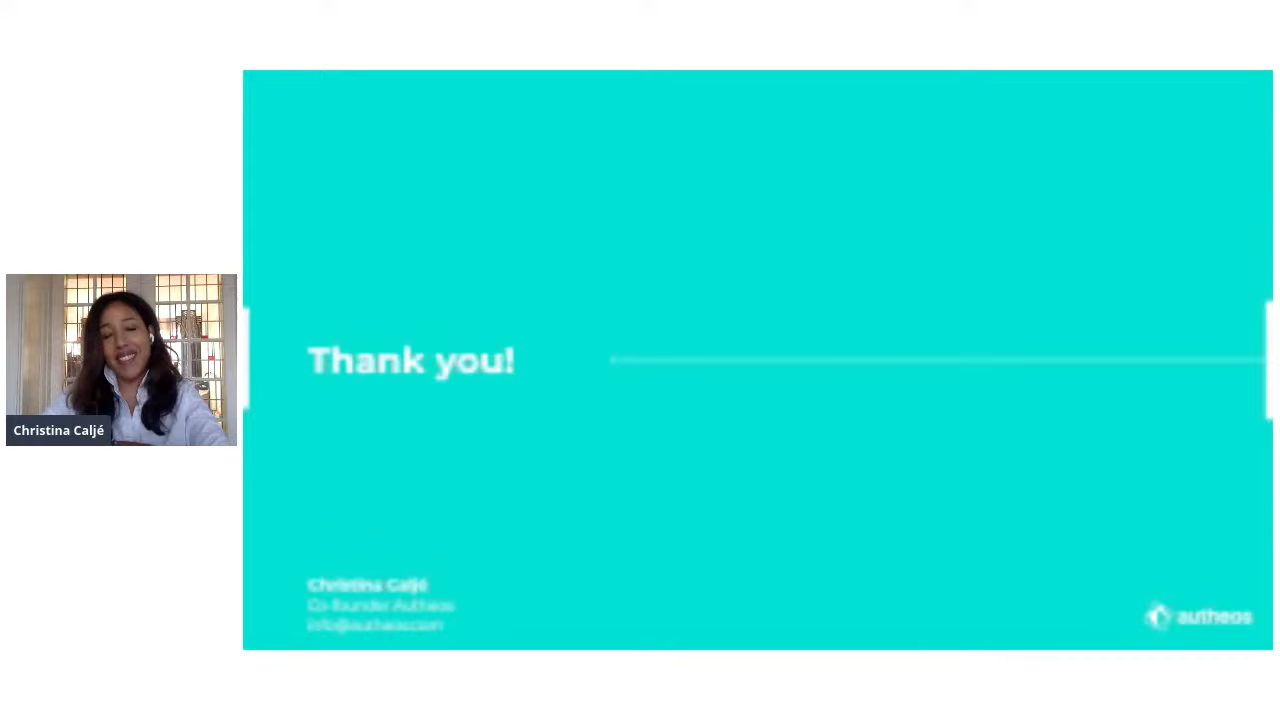 Thank you!
Christina Caljé
Christina Caljé
Co-founder Autheos
info@autheos.com
autheos